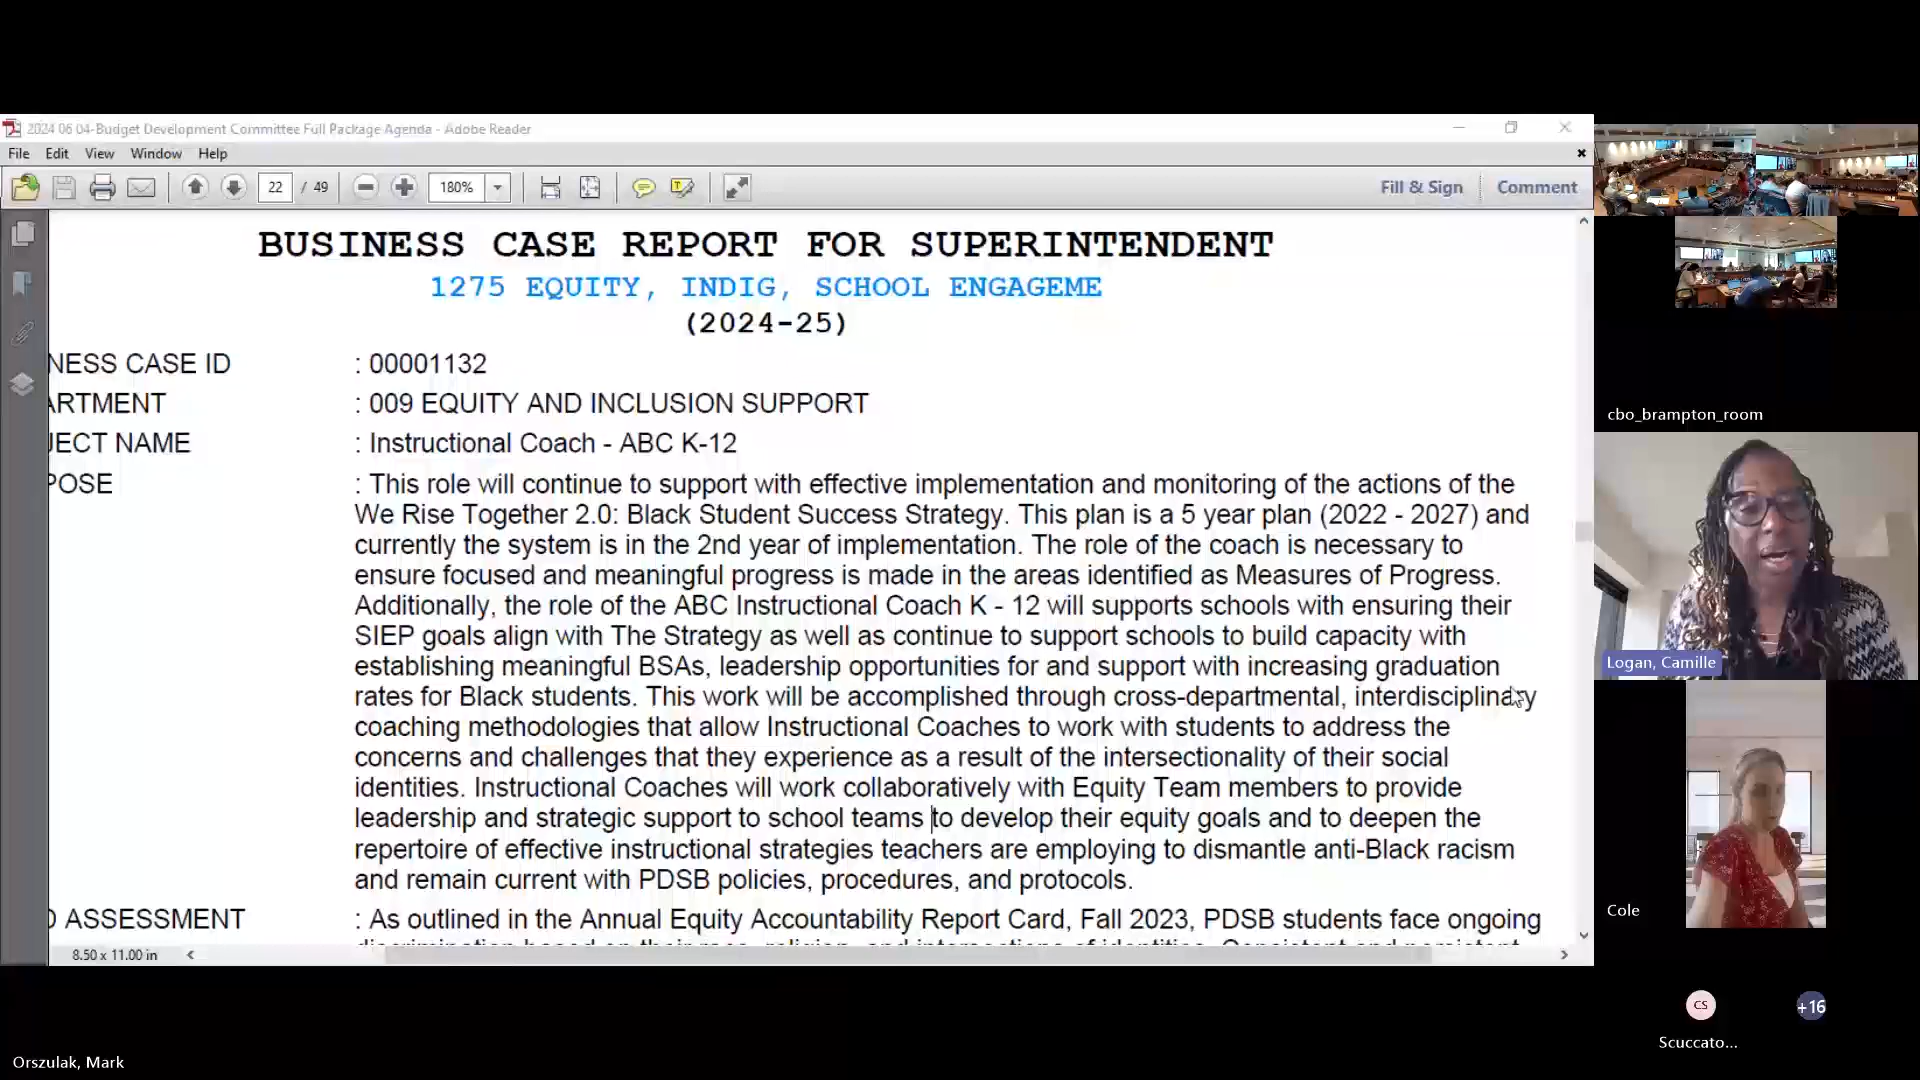 2024 06 04-Budget Development Committee Full Package Agenda - Adobe Reader
File Edit View Window Help
22 / 49
180%
Fill & Sign
Comment
BUSINESS CASE REPORT FOR SUPERINTENDENT
1275 EQUITY, INDIG, SCHOOL ENGAGEME
(2024-25)
NESS CASE ID : 00001132
ARTMENT : 009 EQUITY AND INCLUSION SUPPORT
JECT NAME : Instructional Coach - ABC K-12
POSE : This role will continue to support with effective implementation and monitoring of the actions of the
We Rise Together 2.0: Black Student Success Strategy. This plan is a 5 year plan (2022 - 2027) and
currently the system is in the 2nd year of implementation. The role of the coach is necessary to
ensure focused and meaningful progress is made in the areas identified as Measures of Progress.
Additionally, the role of the ABC Instructional Coach K - 12 will supports schools with ensuring their
SIEP goals align with The Strategy as well as continue to support schools to build capacity with
establishing meaningful BSAs, leadership opportunities for and support with increasing graduation
rates for Black students. This work will be accomplished through cross-departmental, interdisciplinary
coaching methodologies that allow Instructional Coaches to work with students to address the
concerns and challenges that they experience as a result of the intersectionality of their social
identities. Instructional Coaches will work collaboratively with Equity Team members to provide
leadership and strategic support to school teams to develop their equity goals and to deepen the
repertoire of effective instructional strategies teachers are employing to dismantle anti-Black racism
and remain current with PDSB policies, procedures, and protocols.
D ASSESSMENT : As outlined in the Annual Equity Accountability Report Card, Fall 2023, PDSB students face ongoing
8.50 x 11.00 in
cbo_brampton_room
Logan, Camille
Cole
CS
+16
Scuccato...
Orszulak, Mark